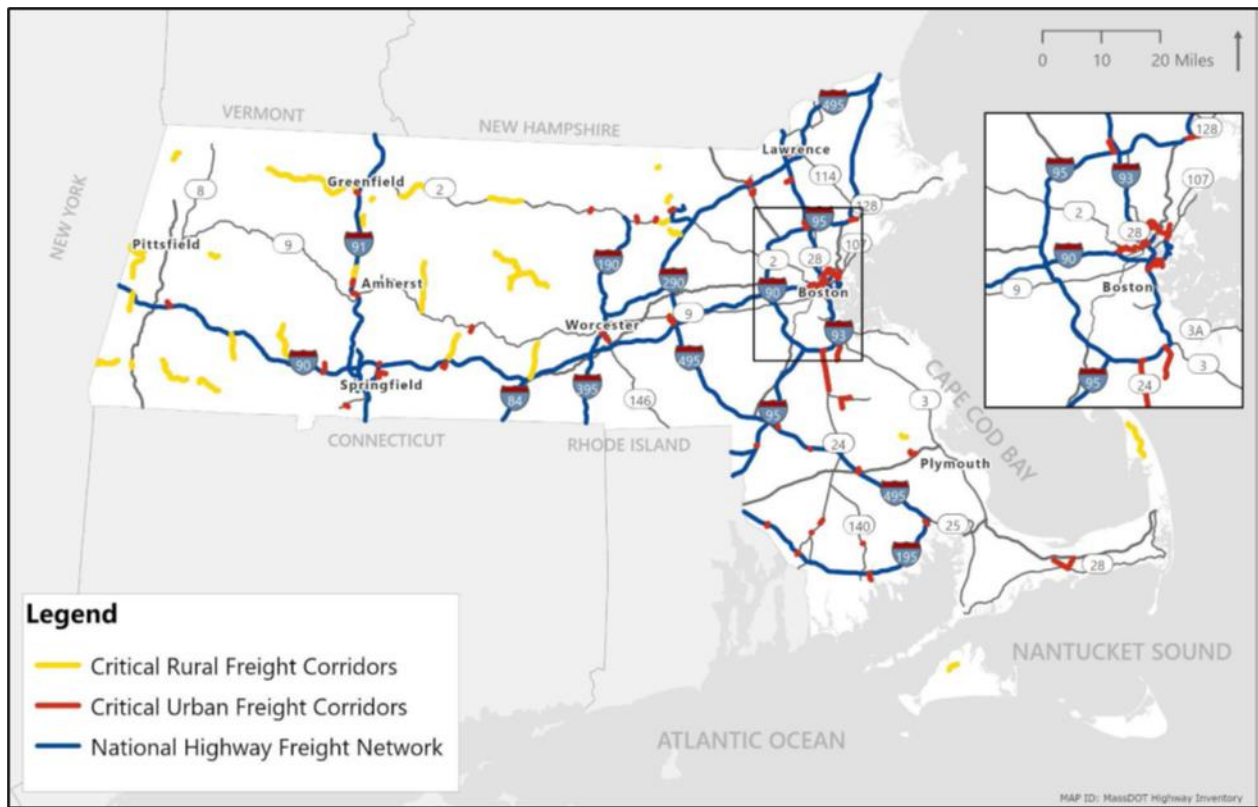 0 10 20 Miles
VERMONT
NEW HAMPSHIRE
NEW YORK
495
Lawrence
114
128
8
Greenfield
2
95
107
Pittsfield
9
91
190
2
28
Amherst
290
90
Boston
9
Worcester
93
90
Springfield
495
84
395
146
95
3
CAPE COD BAY
CONNECTICUT
RHODE ISLAND
24
Plymouth
495
140
25
195
28
128
95
93
107
2
28
90
9
Boston
3A
3
95
24
Legend
Critical Rural Freight Corridors
Critical Urban Freight Corridors
National Highway Freight Network
NANTUCKET SOUND
ATLANTIC OCEAN
MAP ID: MassDOT Highway Inventory